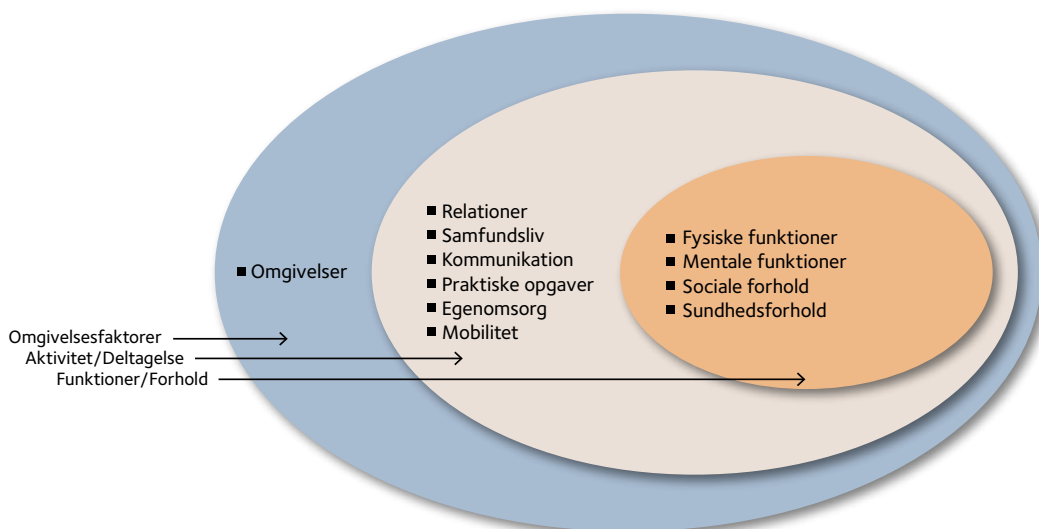 ■ Omgivelser
■ Relationer
■ Samfundsliv
■ Kommunikation
■ Praktiske opgaver
■ Egenomsorg
■ Mobilitet
■ Fysiske funktioner
■ Mentale funktioner
■ Sociale forhold
■ Sundhedsforhold
Omgivelsesfaktorer
Aktivitet/Deltagelse
Funktioner/Forhold